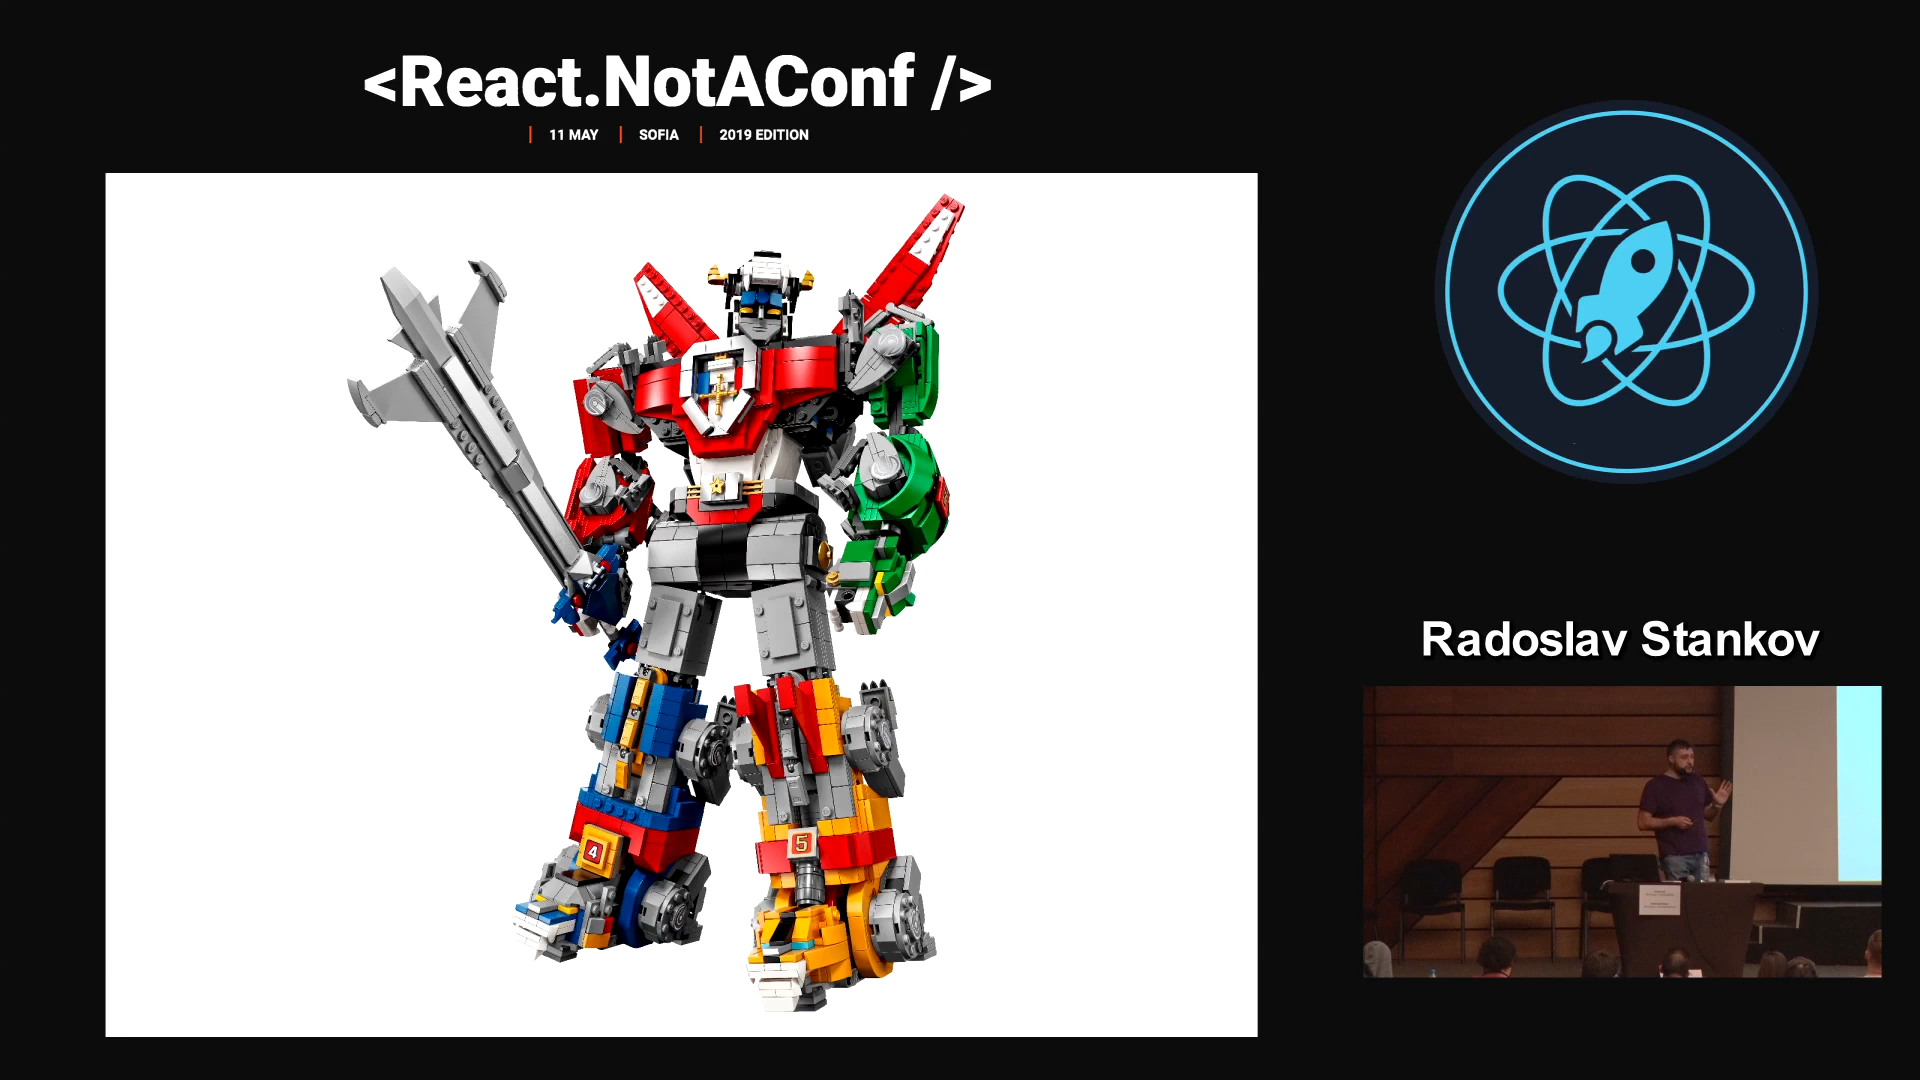 <React.NotAConf />
11 MAY
SOFIA
2019 EDITION
4
5
Radoslav Stankov